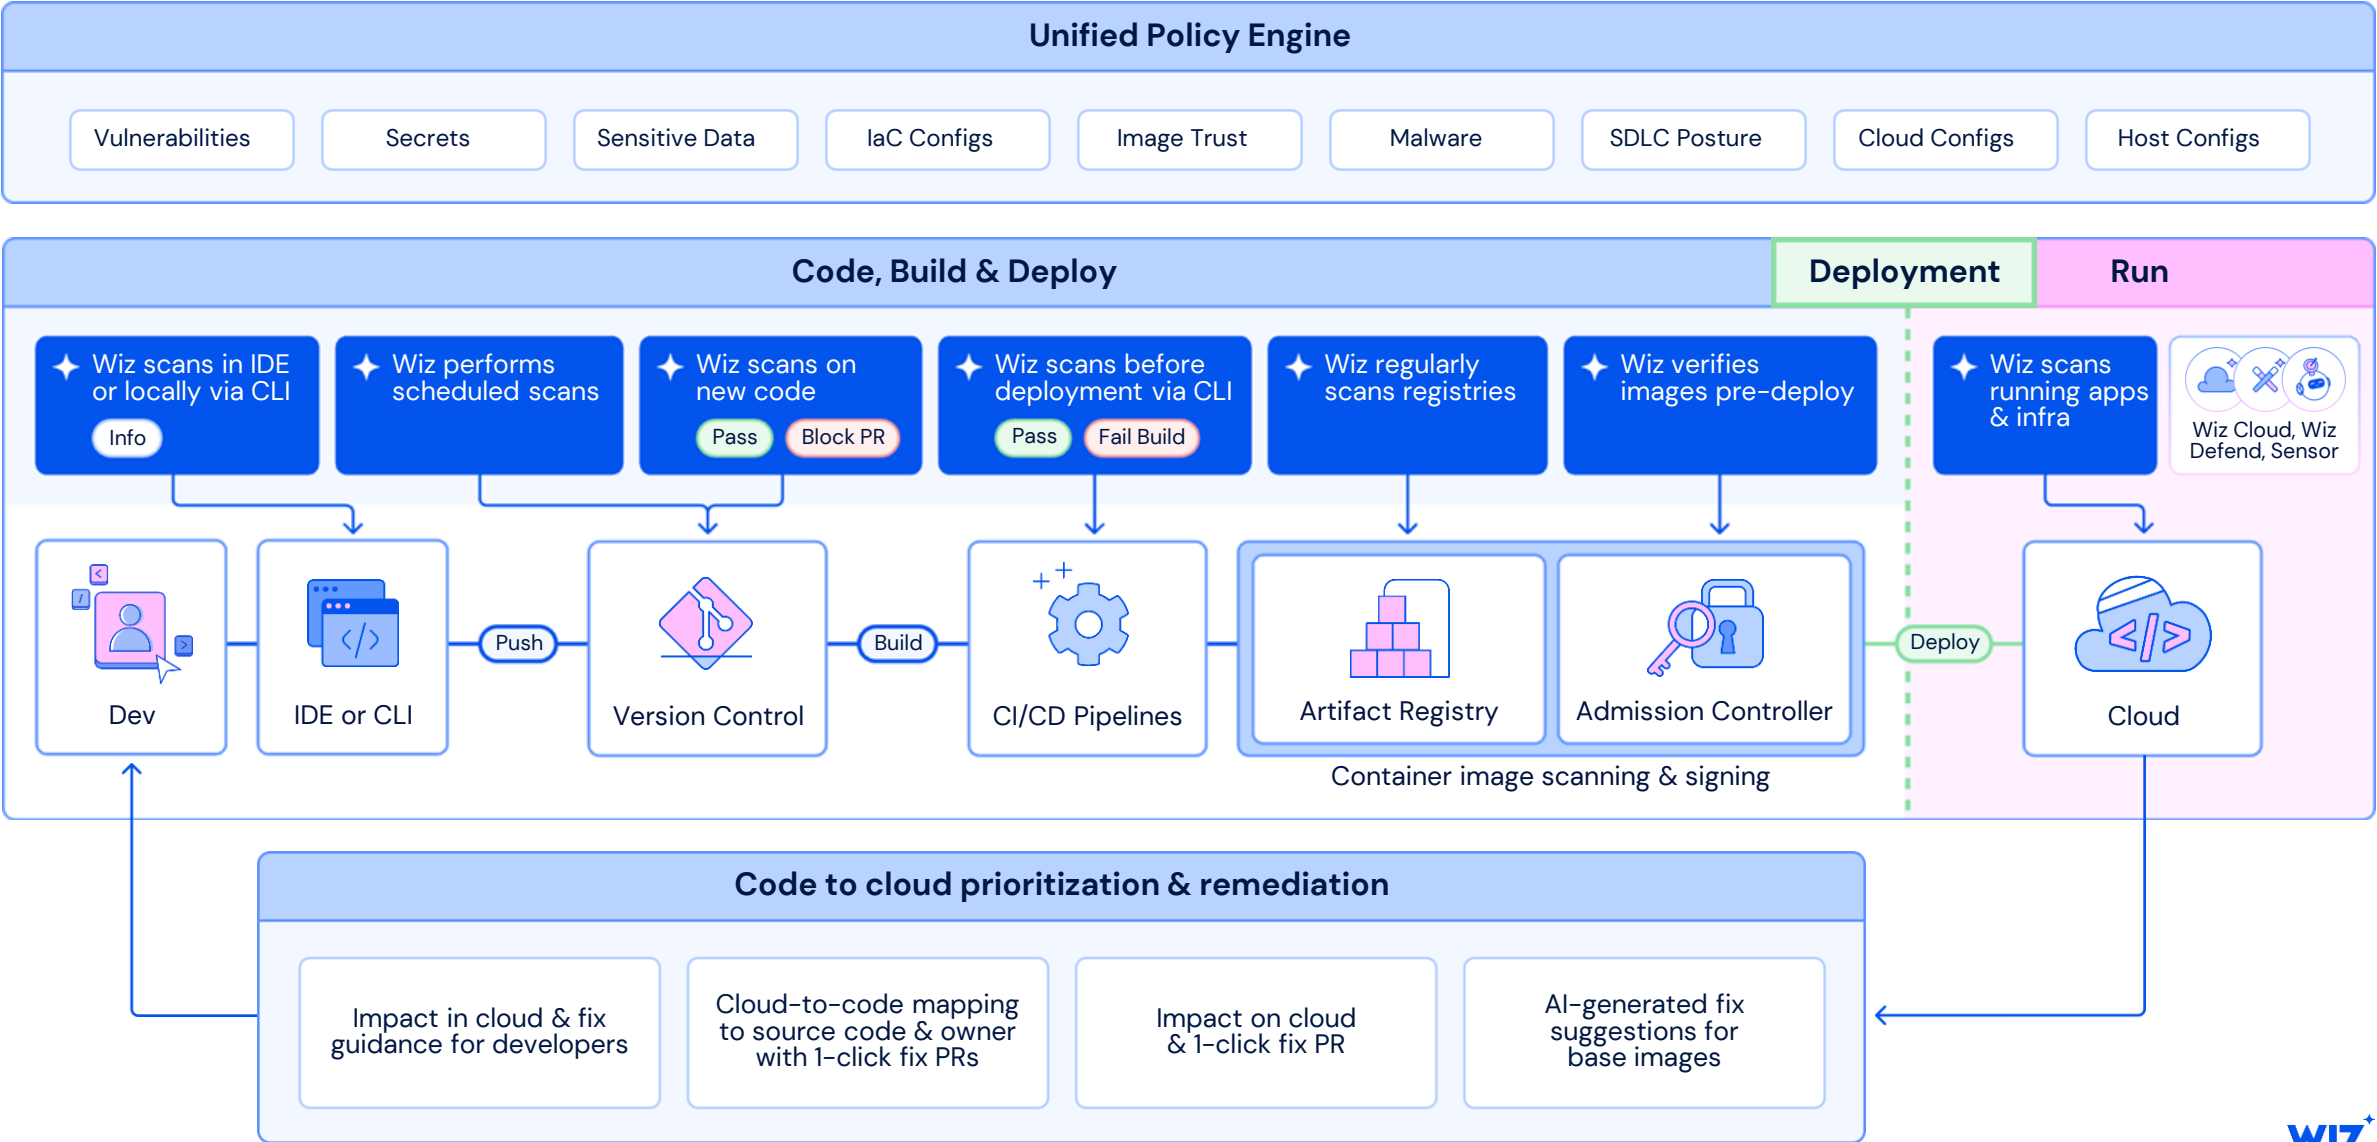 Unified Policy Engine
Vulnerabilities
Secrets
Sensitive Data
IaC Configs
Image Trust
Malware
SDLC Posture
Cloud Configs
Host Configs
Code, Build & Deploy
Deployment
Run
Wiz scans in IDE
or locally via CLI
Info
Wiz performs
scheduled scans
Wiz scans on
new code
Pass
Block PR
Wiz scans before
deployment via CLI
Pass
Fail Build
Wiz regularly
scans registries
Wiz verifies
images pre-deploy
Wiz scans
running apps
& infra
Wiz Cloud, Wiz
Defend, Sensor
Dev
IDE or CLI
Push
Version Control
Build
CI/CD Pipelines
Artifact Registry
Admission Controller
Container image scanning & signing
Deploy
Cloud
Code to cloud prioritization & remediation
Impact in cloud & fix
guidance for developers
Cloud-to-code mapping
to source code & owner
with 1-click fix PRs
Impact on cloud
& 1-click fix PR
AI-generated fix
suggestions for
base images
WIZ